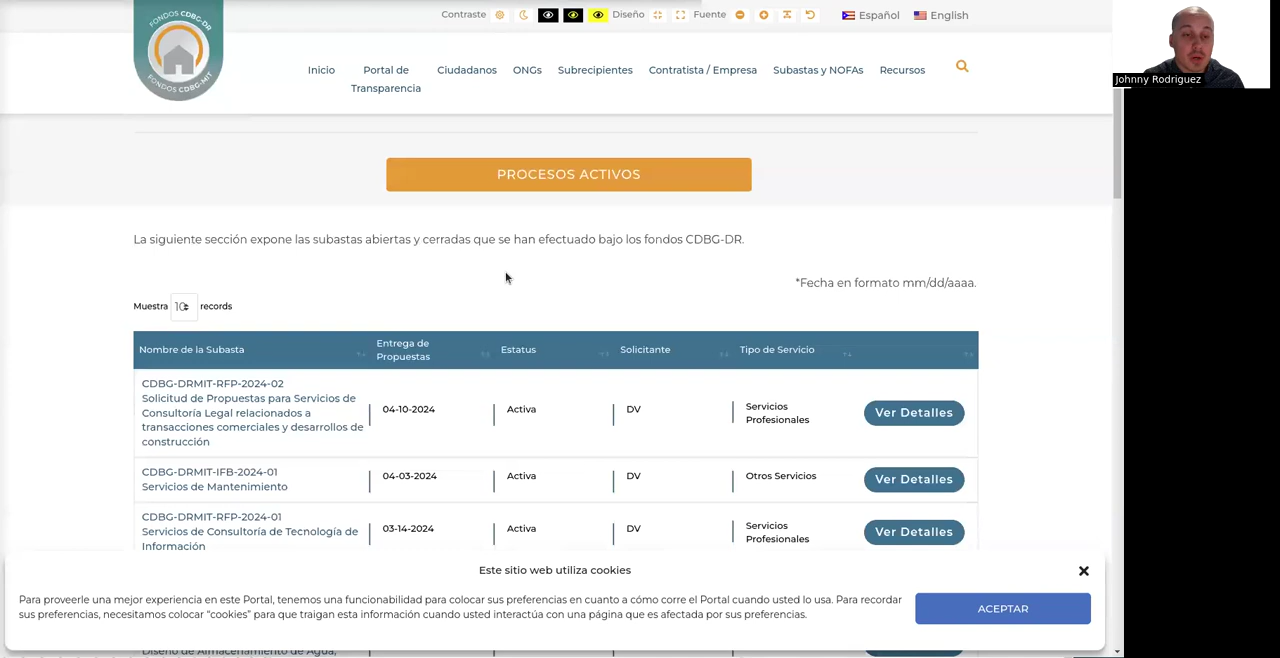 Contraste
Diseño
Fuente
Español
English
FONDOS CDBG-DR
FONDOS CDBG-MIT
Inicio
Portal de
Transparencia
Ciudadanos
ONGs
Subrecipientes
Contratista / Empresa
Subastas y NOFAs
Recursos
Johnny Rodriguez
PROCESOS ACTIVOS
La siguiente sección expone las subastas abiertas y cerradas que se han efectuado bajo los fondos CDBG-DR.
*Fecha en formato mm/dd/aaaa.
Muestra 10 records
Nombre de la Subasta
Entrega de
Propuestas
Estatus
Solicitante
Tipo de Servicio
CDBG-DRMIT-RFP-2024-02
Solicitud de Propuestas para Servicios de
Consultoría Legal relacionados a
transacciones comerciales y desarrollos de
construcción
04-10-2024
Activa
DV
Servicios
Profesionales
Ver Detalles
CDBG-DRMIT-IFB-2024-01
Servicios de Mantenimiento
04-03-2024
Activa
DV
Otros Servicios
Ver Detalles
CDBG-DRMIT-RFP-2024-01
Servicios de Consultoría de Tecnología de
Información
03-14-2024
Activa
DV
Servicios
Profesionales
Ver Detalles
Este sitio web utiliza cookies
Para proveerle una mejor experiencia en este Portal, tenemos una funcionalidad para colocar sus preferencias en cuanto a cómo corre el Portal cuando usted lo usa. Para recordar
sus preferencias, necesitamos colocar “cookies” para que traigan esta información cuando usted interactúa con una página que es afectada por sus preferencias.
ACEPTAR
Diseño de Almacenamiento de Agua,